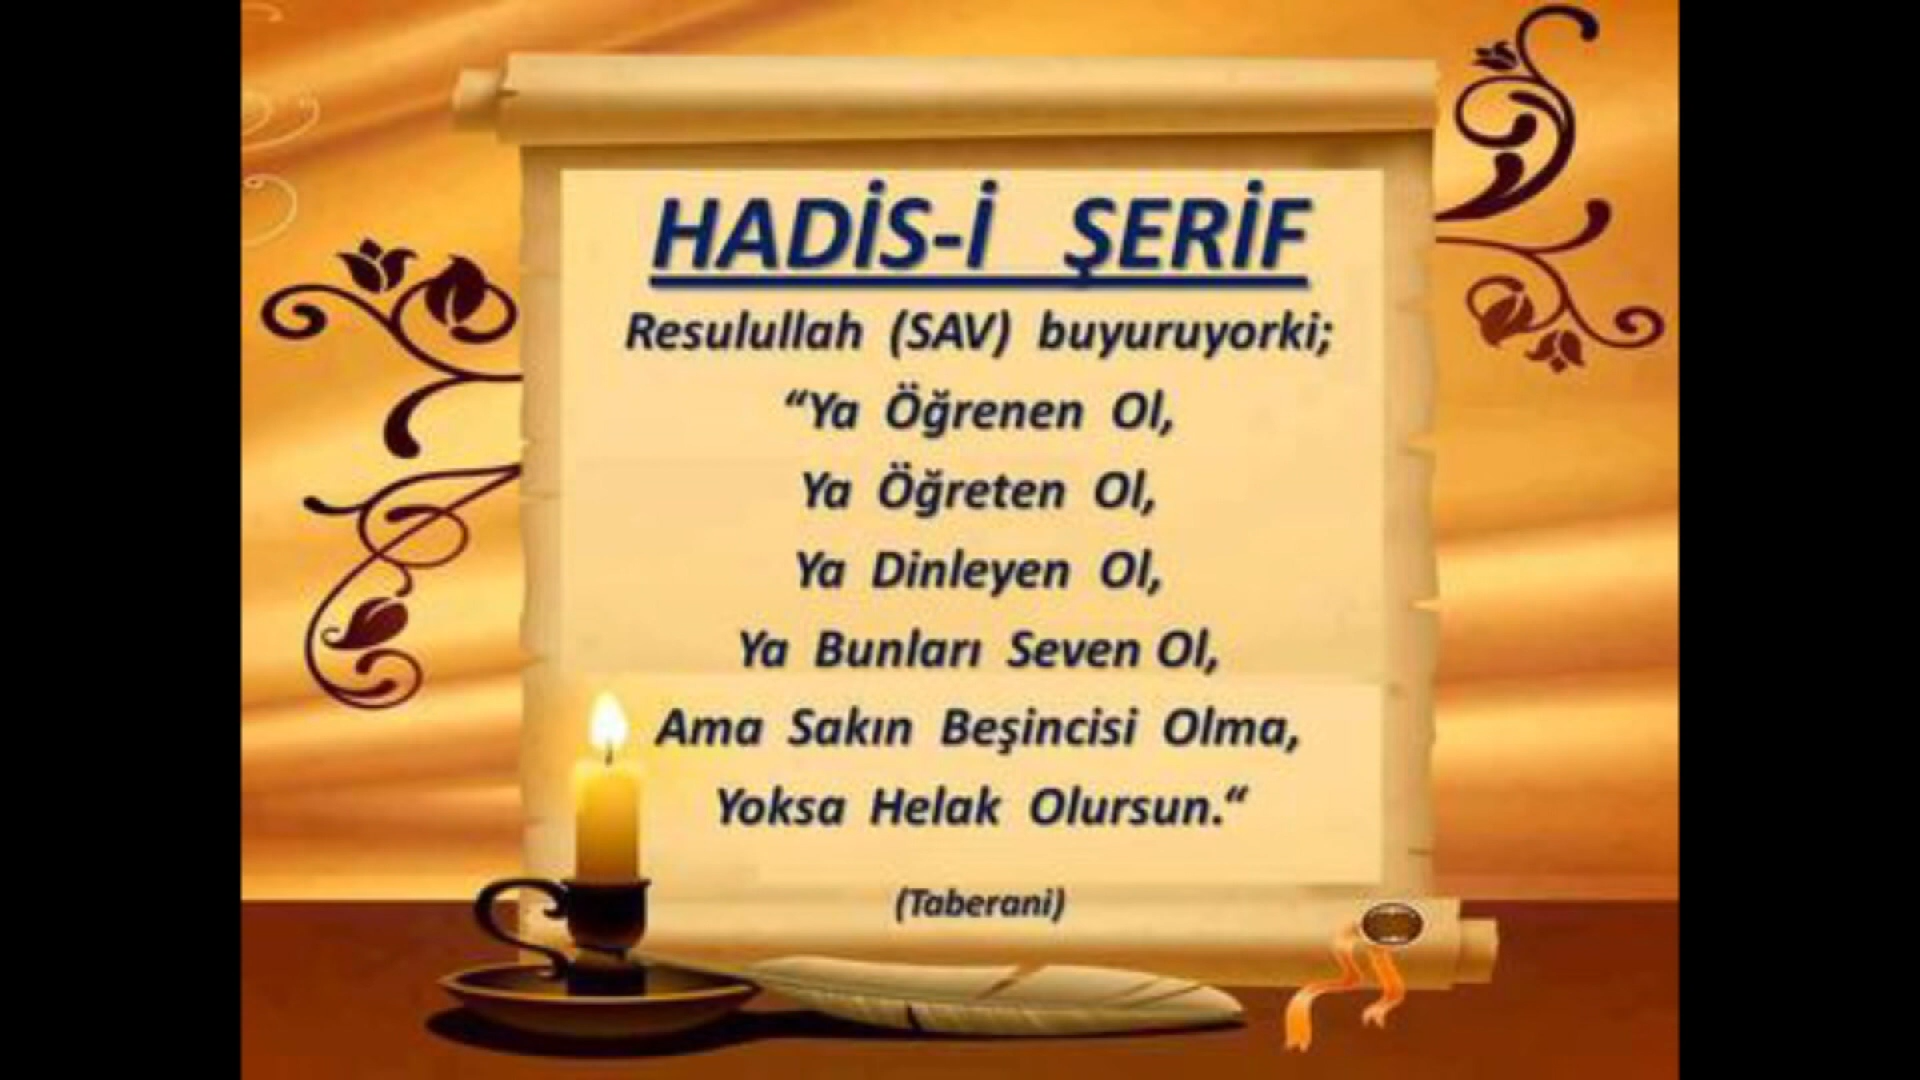 HADİS-İ ŞERİF
Resulullah (SAV) buyuruyorki;
“Ya Öğrenen Ol,
Ya Öğreten Ol,
Ya Dinleyen Ol,
Ya Bunları Seven Ol,
Ama Sakın Beşincisi Olma,
Yoksa Helak Olursun.“
(Taberani)